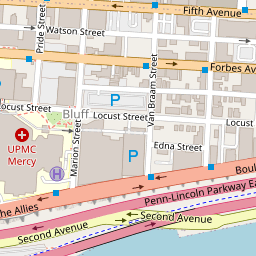 Fifth Avenue
Pride Street
Watson Street
Forbes Av
Van Braam Street
P
Locust Street
Bluff
Locust Street
Locust
Marion Street
UPMC
Mercy
P
Edna Street
H
Boul
the Allies
Penn-Lincoln Parkway Ea
Second Avenue
Second Avenue